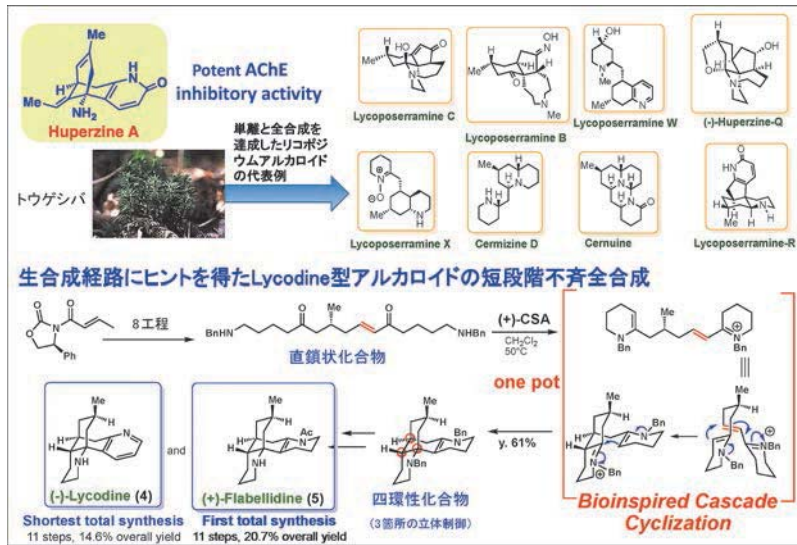 Me
H
N
O
Me
NH2
Huperzine A
Potent AChE
inhibitory activity
トウゲシバ
単離と全合成を
達成したリコポジ
ウムアルカロイド
の代表例
Lycoposerramine C
Lycoposerramine B
Lycoposerramine W
(-)-Huperzine-Q
Lycoposerramine X
Cermizine D
Cernuine
Lycoposerramine-R
生合成経路にヒントを得たLycodine型アルカロイドの短段階不斉全合成
8工程
BnHN
NHBn
直鎖状化合物
(+)-CSA
CH2Cl2
50°C
one pot
y. 61%
(-)-Lycodine (4)
and
(+)-Flabellidine (5)
四環性化合物
(3箇所の立体制御)
Shortest total synthesis
11 steps, 14.6% overall yield
First total synthesis
11 steps, 20.7% overall yield
Bioinspired Cascade
Cyclization